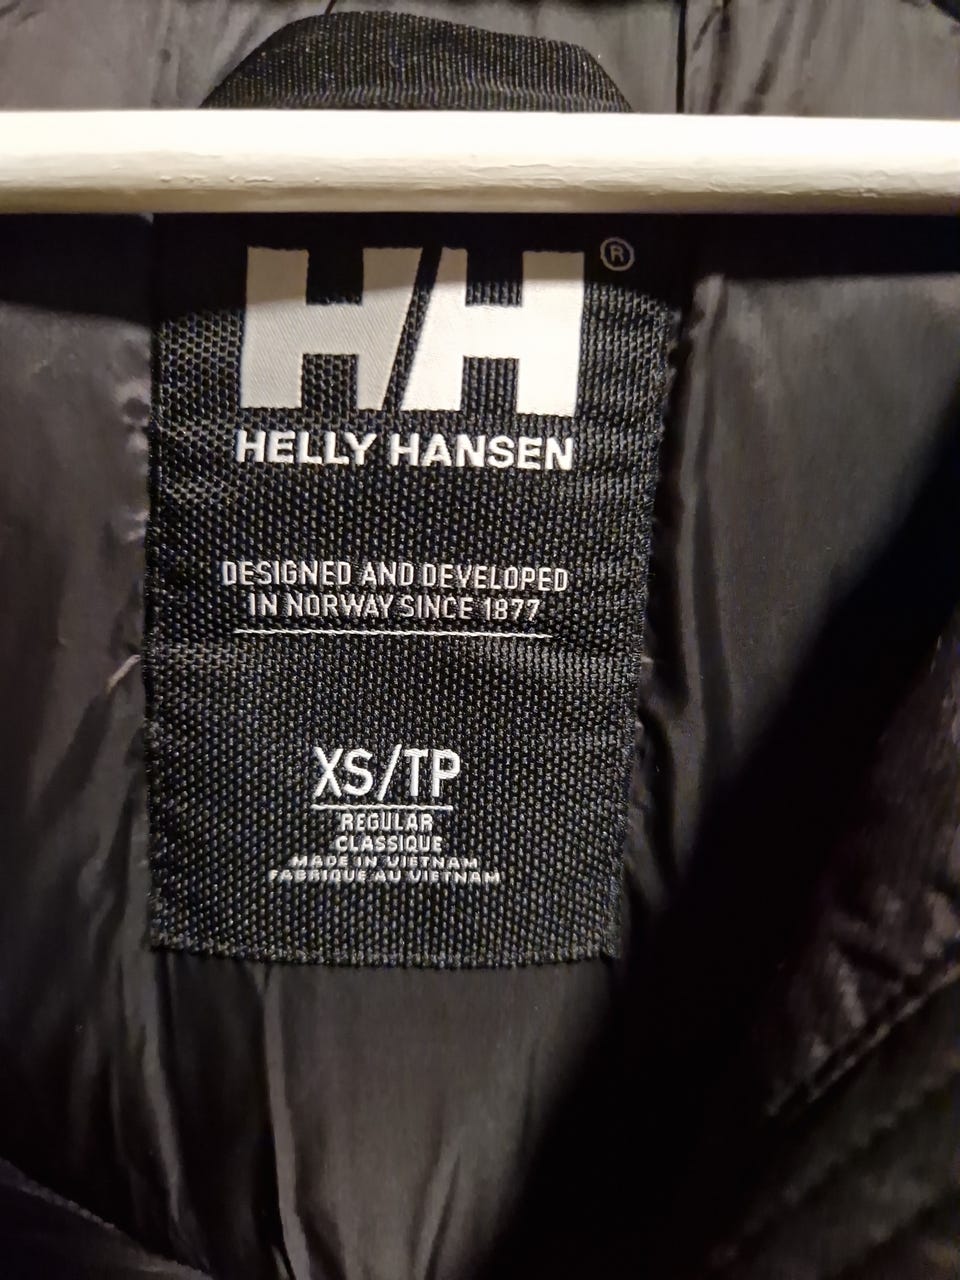 HH®
HELLY HANSEN
DESIGNED AND DEVELOPED
IN NORWAY SINCE 1877
XS/TP
REGULAR
CLASSIQUE
MADE IN VIETNAM
FABRIQUE AU VIETNAM